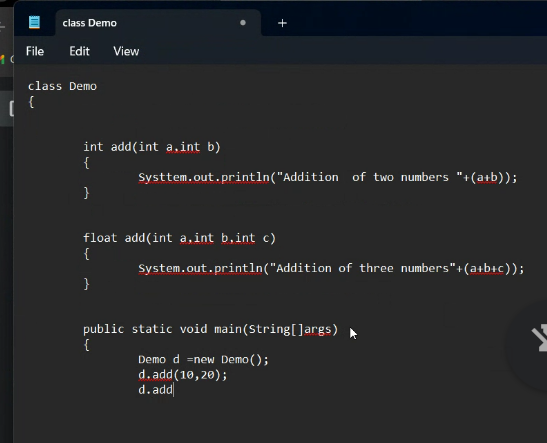 class Demo
File Edit View
class Demo
{
int add(int a,int b)
{
Systtem.out.println("Addition of two numbers "+(a+b));
}
float add(int a,int b,int c)
{
Systtem.out.println("Addition of three numbers"+(a+b+c));
}
public static void main(String[]args)
{
Demo d =new Demo();
d.add(10,20);
d.add